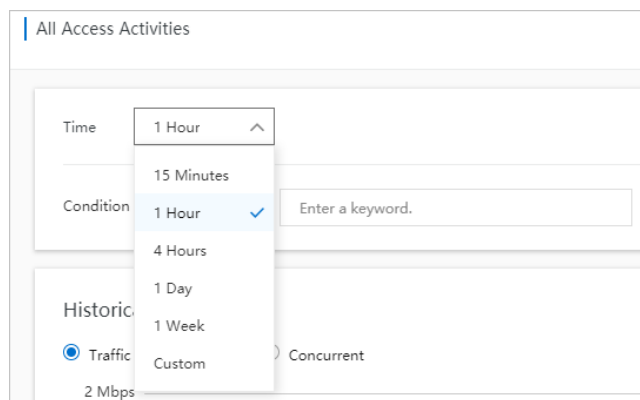 All Access Activities
Time
1 Hour
15 Minutes
Condition
1 Hour
Enter a keyword.
4 Hours
1 Day
1 Week
Custom
Traffic
Concurrent
2 Mbps